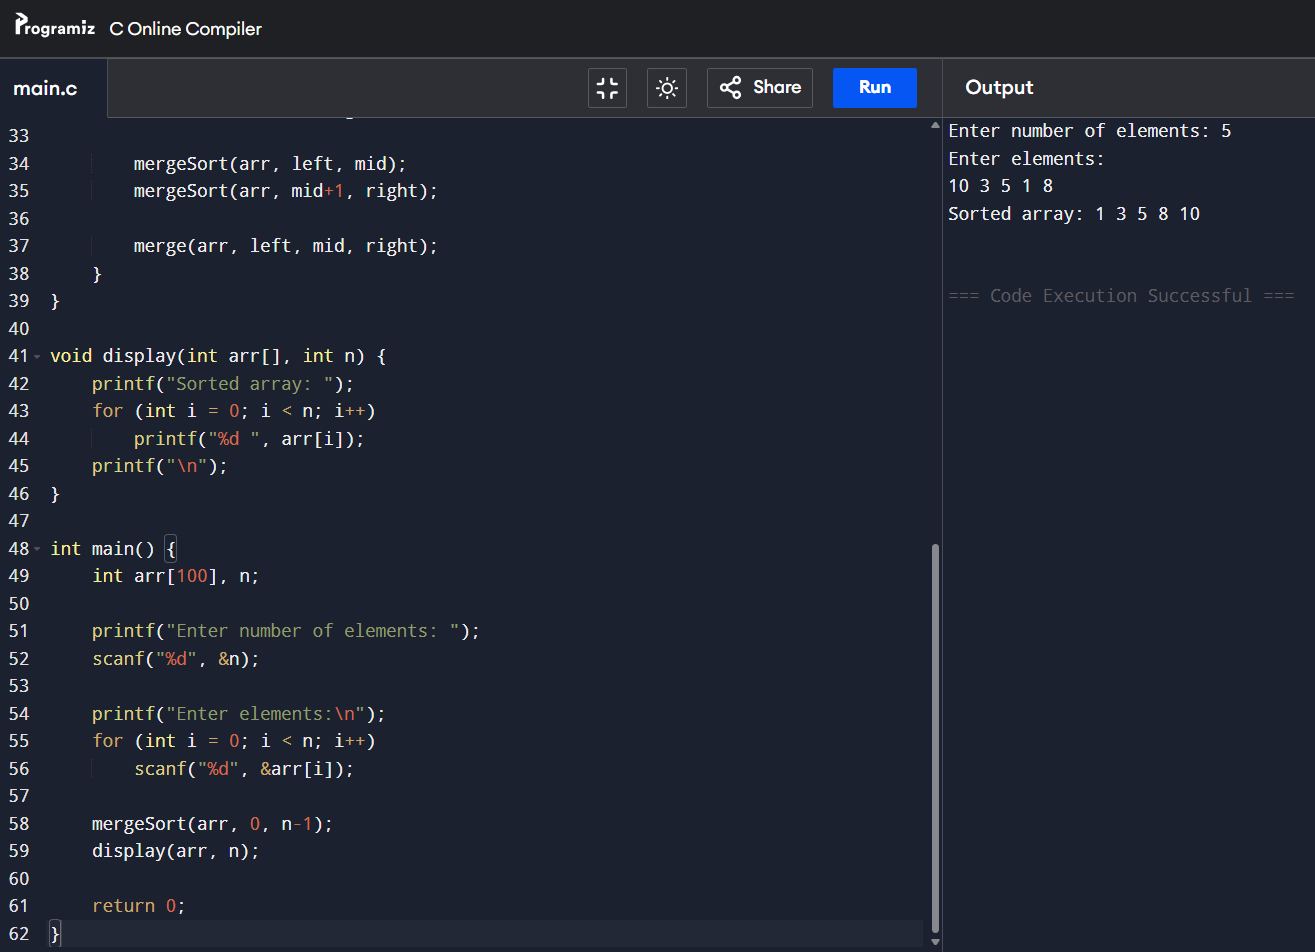 Programiz C Online Compiler
main.c
Share
Run
Output
33
34 mergeSort(arr, left, mid);
35 mergeSort(arr, mid+1, right);
36
37 merge(arr, left, mid, right);
38 }
39 }
40
41 void display(int arr[], int n) {
42 printf("Sorted array: ");
43 for (int i = 0; i < n; i++)
44 printf("%d ", arr[i]);
45 printf("\n");
46 }
47
48 int main() {
49 int arr[100], n;
50
51 printf("Enter number of elements: ");
52 scanf("%d", &n);
53
54 printf("Enter elements:\n");
55 for (int i = 0; i < n; i++)
56 scanf("%d", &arr[i]);
57
58 mergeSort(arr, 0, n-1);
59 display(arr, n);
60
61 return 0;
62 }
Enter number of elements: 5
Enter elements:
10 3 5 1 8
Sorted array: 1 3 5 8 10
=== Code Execution Successful ===